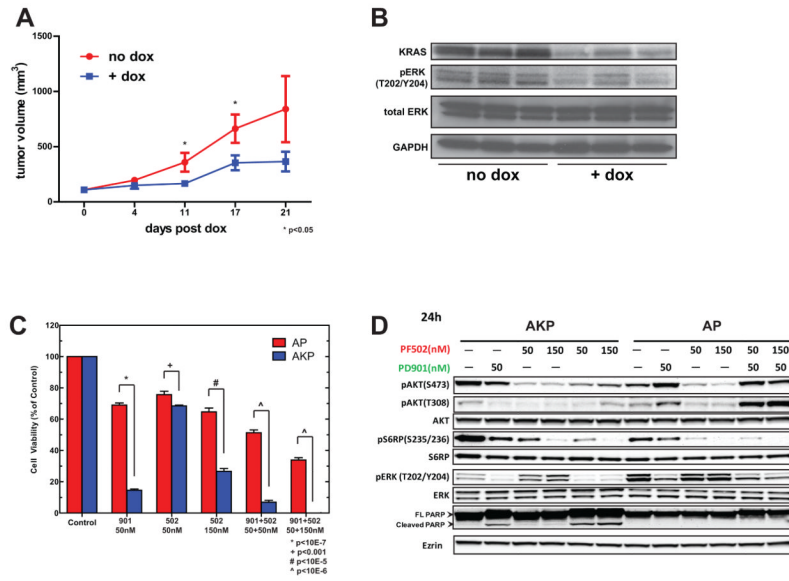 A
tumor volume (mm3)
1500
1000
500
0
no dox
+ dox
*
*
0 4 11 17 21
days post dox
* p<0.05
B
KRAS
pERK
(T202/Y204)
total ERK
GAPDH
no dox + dox
C
Cell Viability (% of Control)
120
100
80
60
40
20
0
AP
AKP
* + # ^ ^
Control 901 502 502 901+502 901+502
50nM 50nM 150nM 50+50nM 50+150nM
* p<10E-7
+ p<0.001
# p<10E-5
^ p<10E-6
D
24h
AKP AP
PF502(nM) — — 50 150 50 150 — — 50 150 50 150
PD901(nM) — 50 — — 50 50 — 50 — — 50 50
pAKT(S473)
pAKT(T308)
AKT
pS6RP(S235/236)
S6RP
pERK (T202/Y204)
ERK
FL PARP
Cleaved PARP
Ezrin